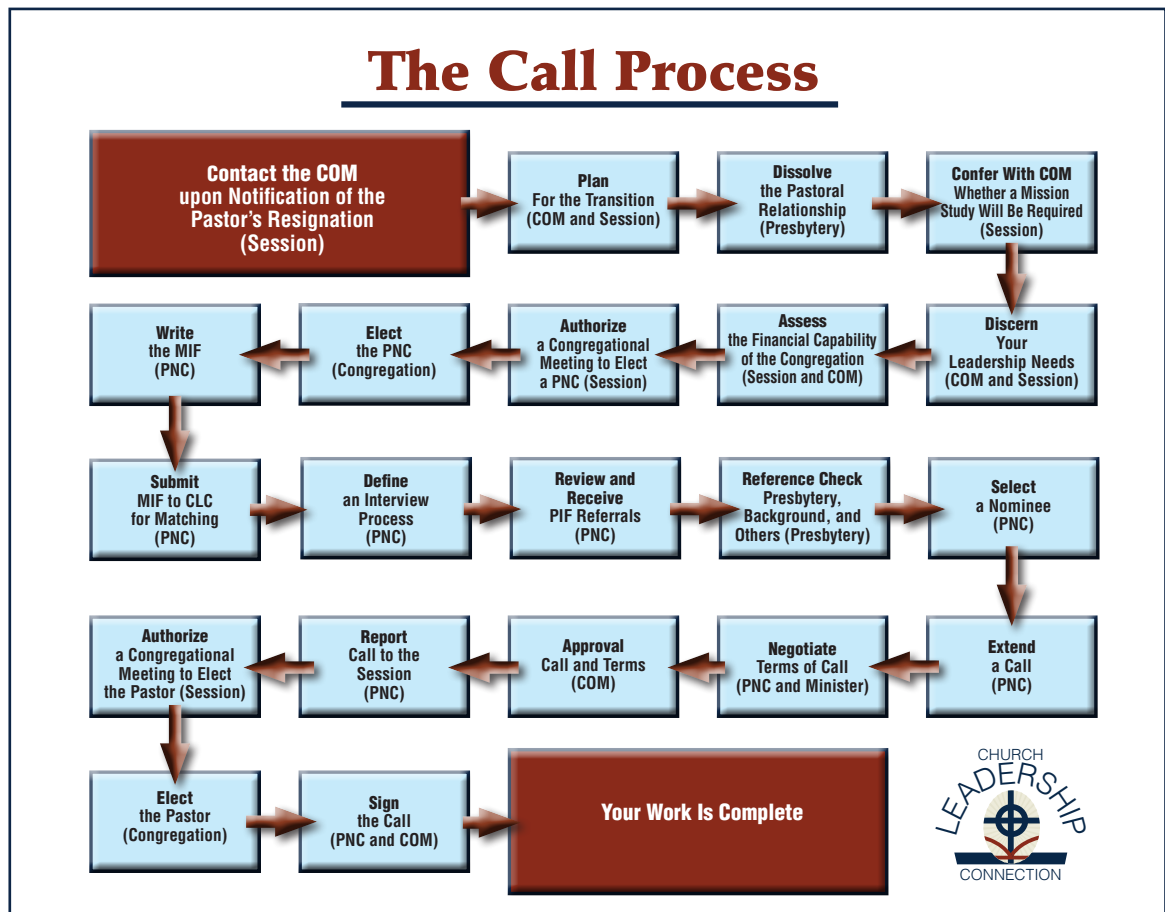 The Call Process
Contact the COM
upon Notification of the
Pastor's Resignation
(Session)
Plan
For the Transition
(COM and Session)
Dissolve
the Pastoral
Relationship
(Presbytery)
Confer With COM
Whether a Mission
Study Will Be Required
(Session)
Discern
Your
Leadership Needs
(COM and Session)
Assess
the Financial Capability
of the Congregation
(Session and COM)
Authorize
a Congregational
Meeting to Elect
a PNC (Session)
Elect
the PNC
(Congregation)
Write
the MIF
(PNC)
Submit
MIF to CLC
for Matching
(PNC)
Define
an Interview
Process
(PNC)
Review and
Receive
PIF Referrals
(PNC)
Reference Check
Presbytery,
Background, and
Others (Presbytery)
Select
a Nominee
(PNC)
Extend
a Call
(PNC)
Negotiate
Terms of Call
(PNC and Minister)
Approval
Call and Terms
(COM)
Report
Call to the
Session
(PNC)
Authorize
a Congregational
Meeting to Elect
the Pastor (Session)
Elect
the Pastor
(Congregation)
Sign
the Call
(PNC and COM)
Your Work Is Complete
CHURCH
LEADERSHIP
CONNECTION